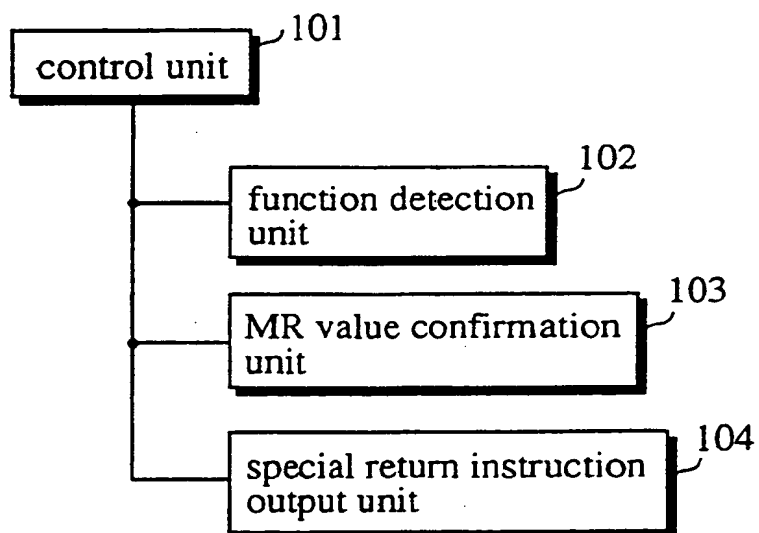 101
control unit
102
function detection
unit
103
MR value confirmation
unit
104
special return instruction
output unit